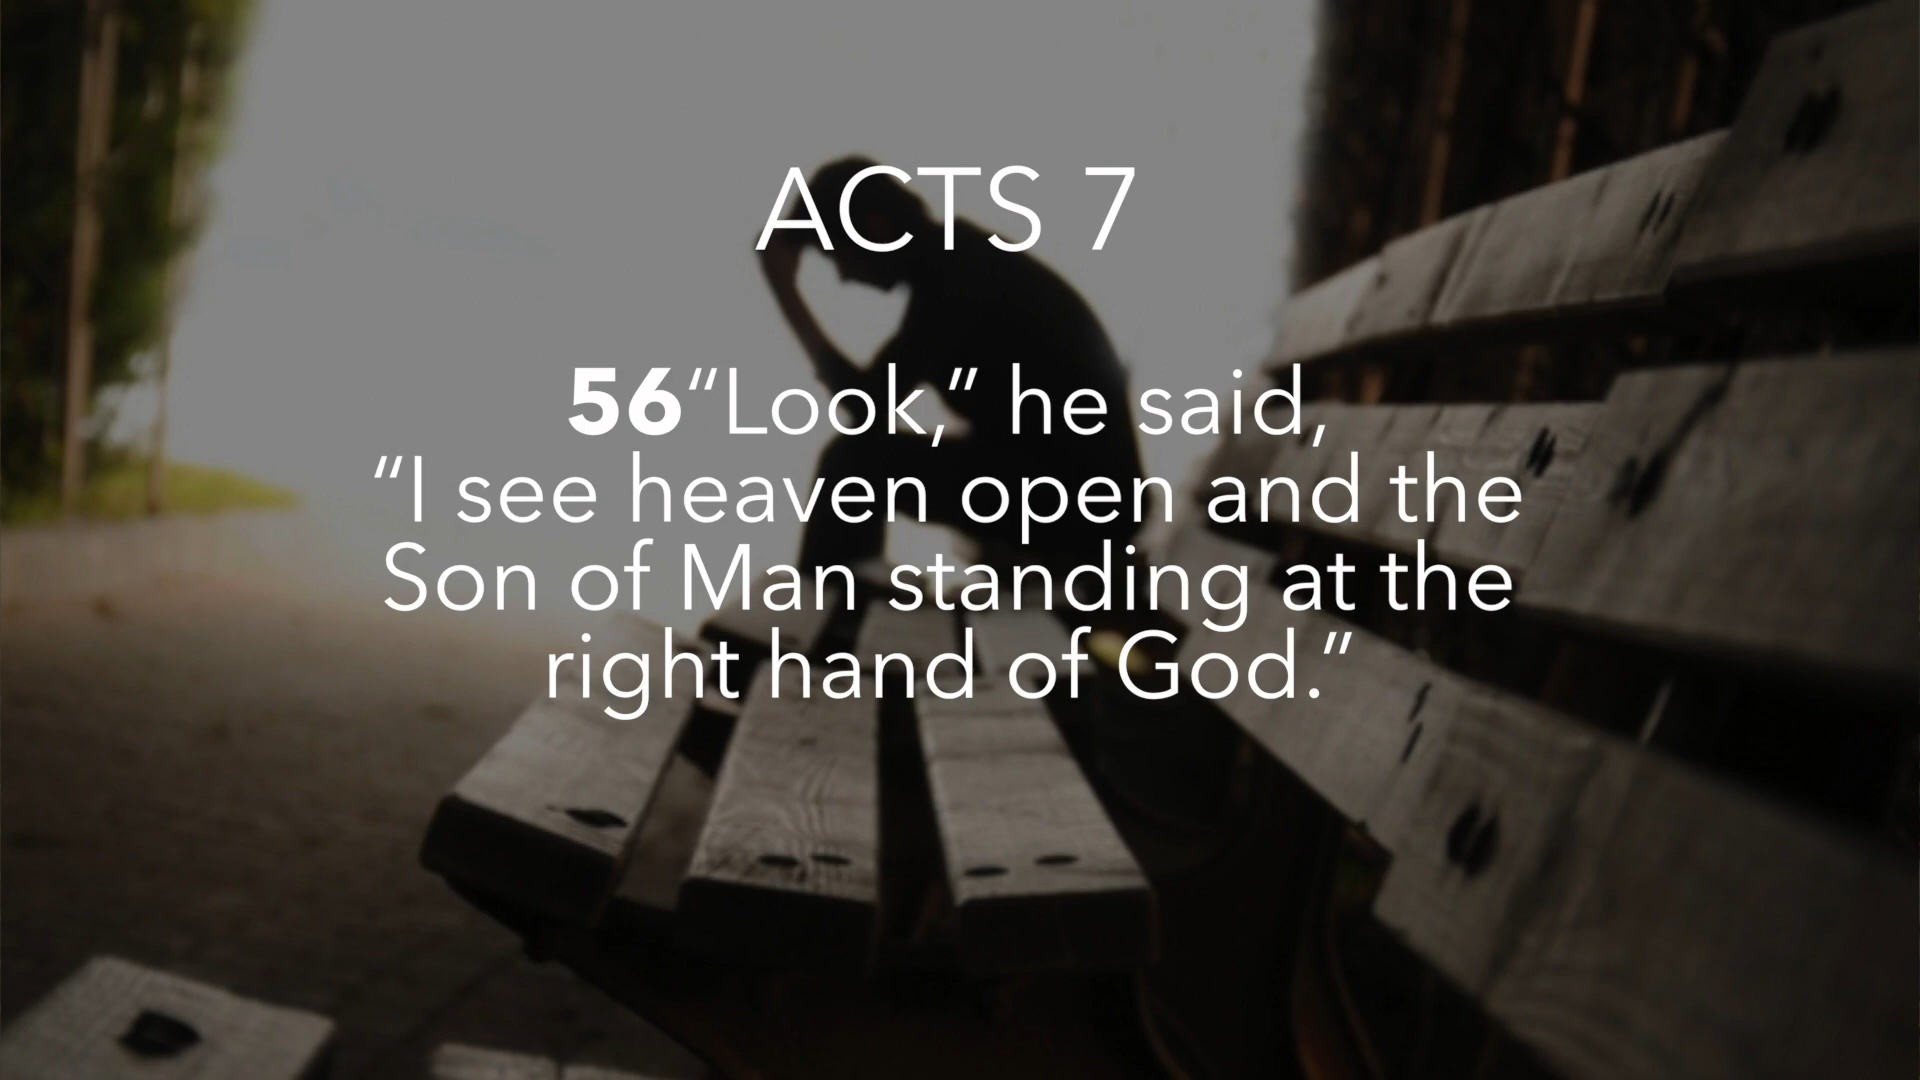 ACTS 7
56“Look,” he said,
“I see heaven open and the
Son of Man standing at the
right hand of God.”